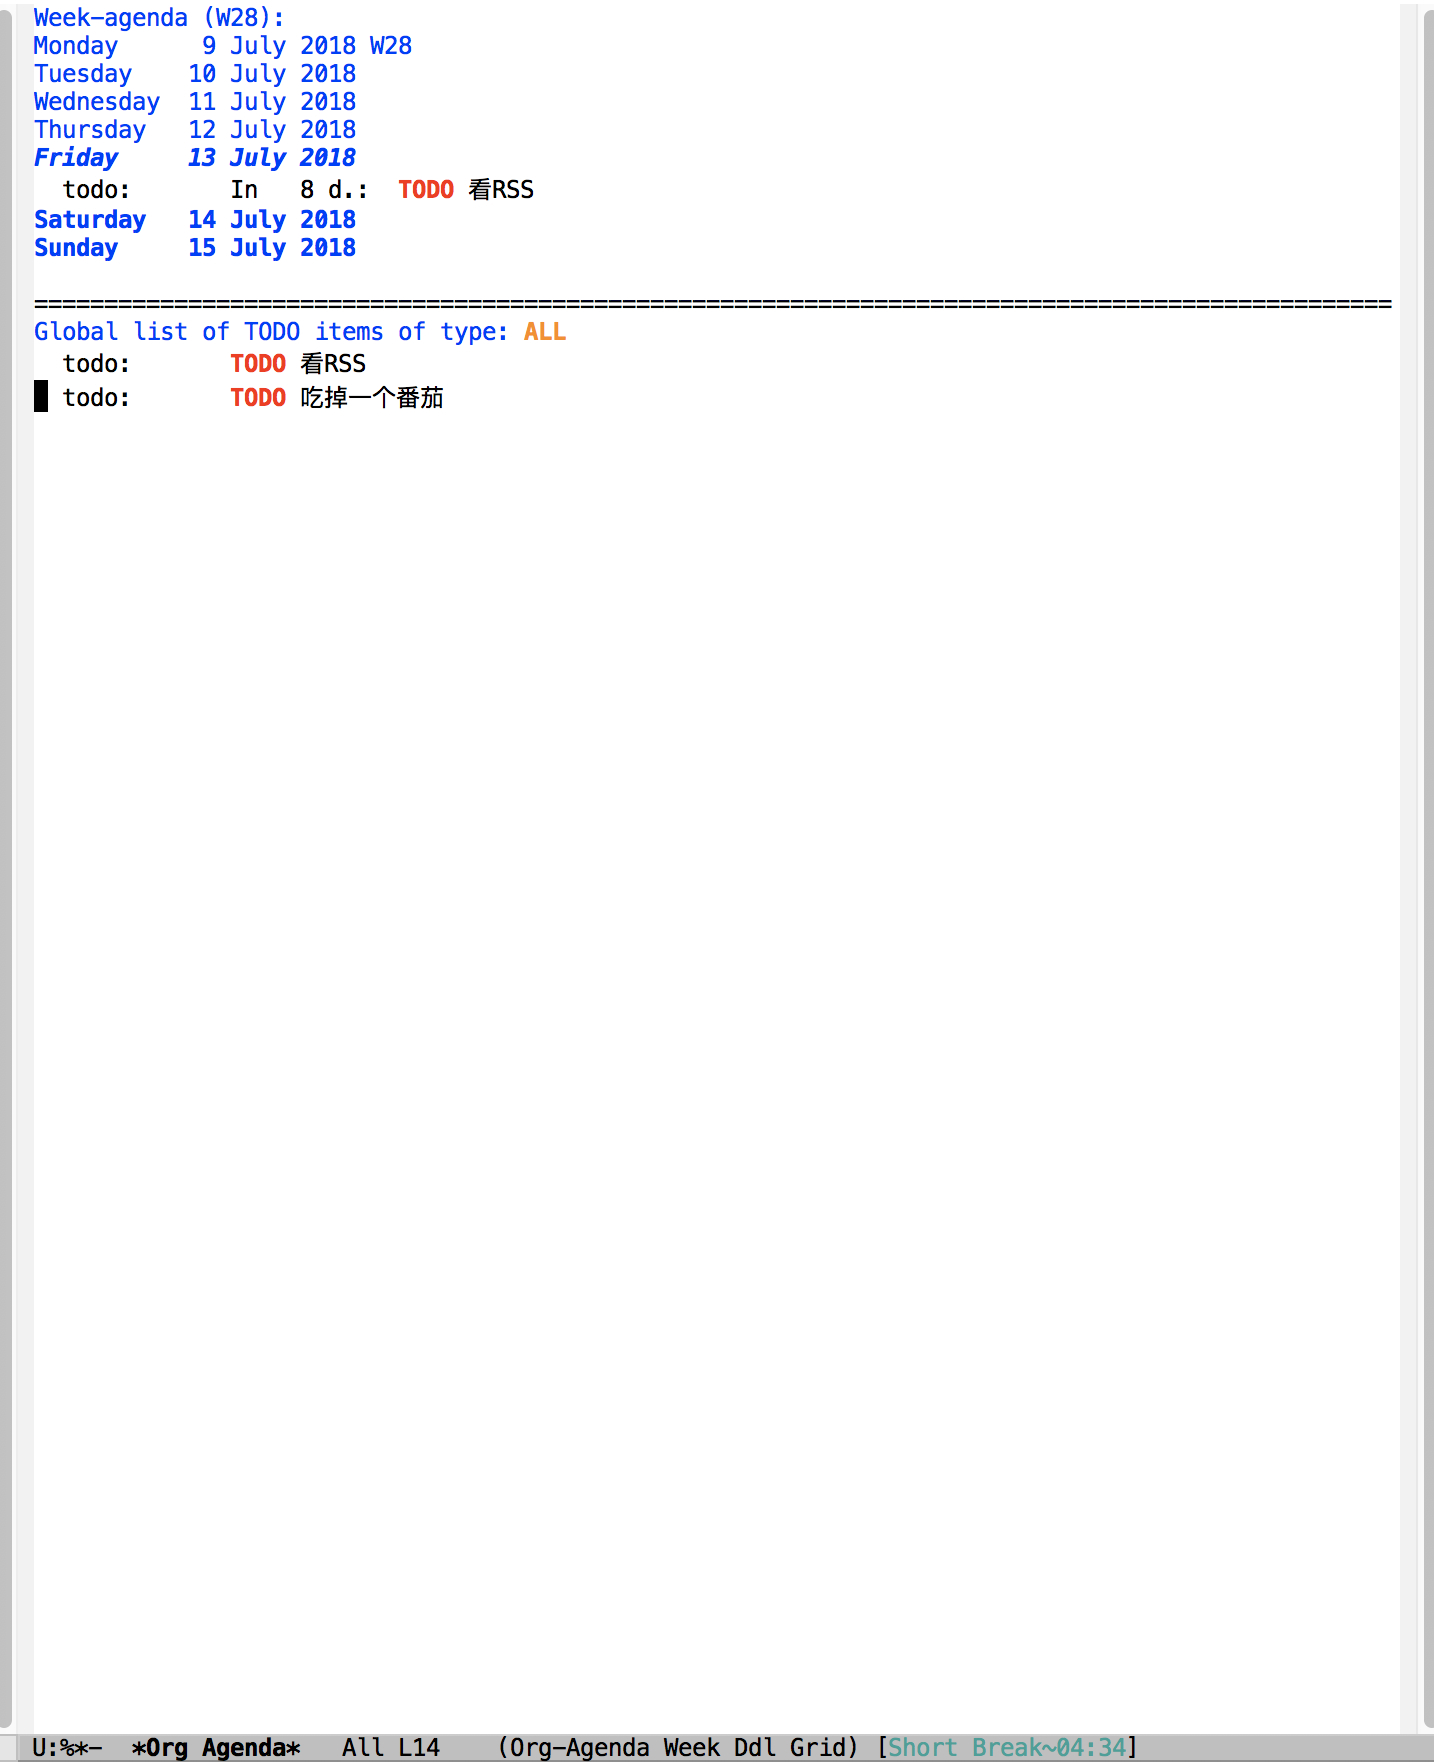 Week-agenda (W28):
Monday      9 July 2018 W28
Tuesday    10 July 2018
Wednesday  11 July 2018
Thursday   12 July 2018
Friday     13 July 2018
  todo:       In   8 d.:  TODO 看RSS
Saturday   14 July 2018
Sunday     15 July 2018
=================================================================================================
Global list of TODO items of type: ALL
  todo:       TODO 看RSS
  todo:       TODO 吃掉一个番茄
U:%*-  *Org Agenda*   All L14    (Org-Agenda Week Ddl Grid) [Short Break~04:34]